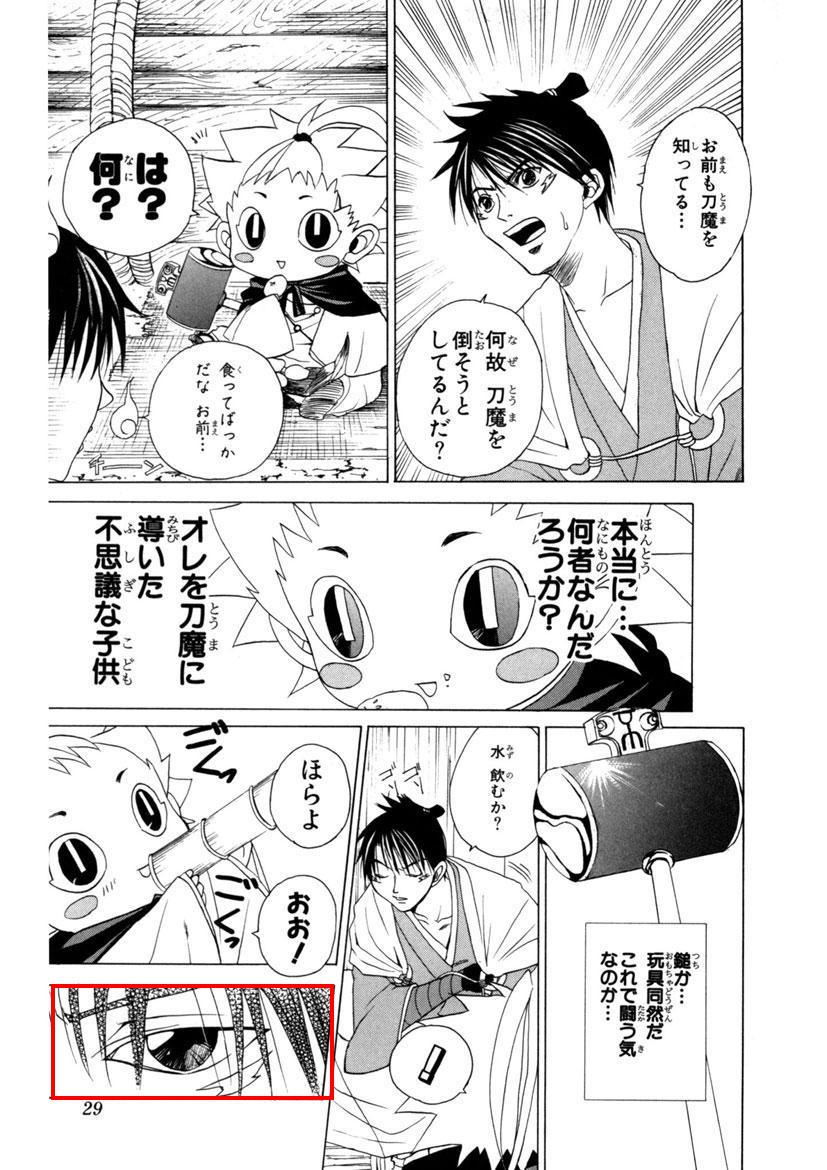 お前も刀魔を
知ってる…
何故 刀魔を
倒そうと
してるんだ？
は？
何？
食ってばっか
だな お前…
チーン
本当に…
何者なんだ
ろうか？
オレを刀魔に
導いた
不思議な子供
鎚か…
玩具同然だ
これで闘う気
なのか…
水 飲むか？
！
ほらよ
おお！
ごくっ
ごくっ
29